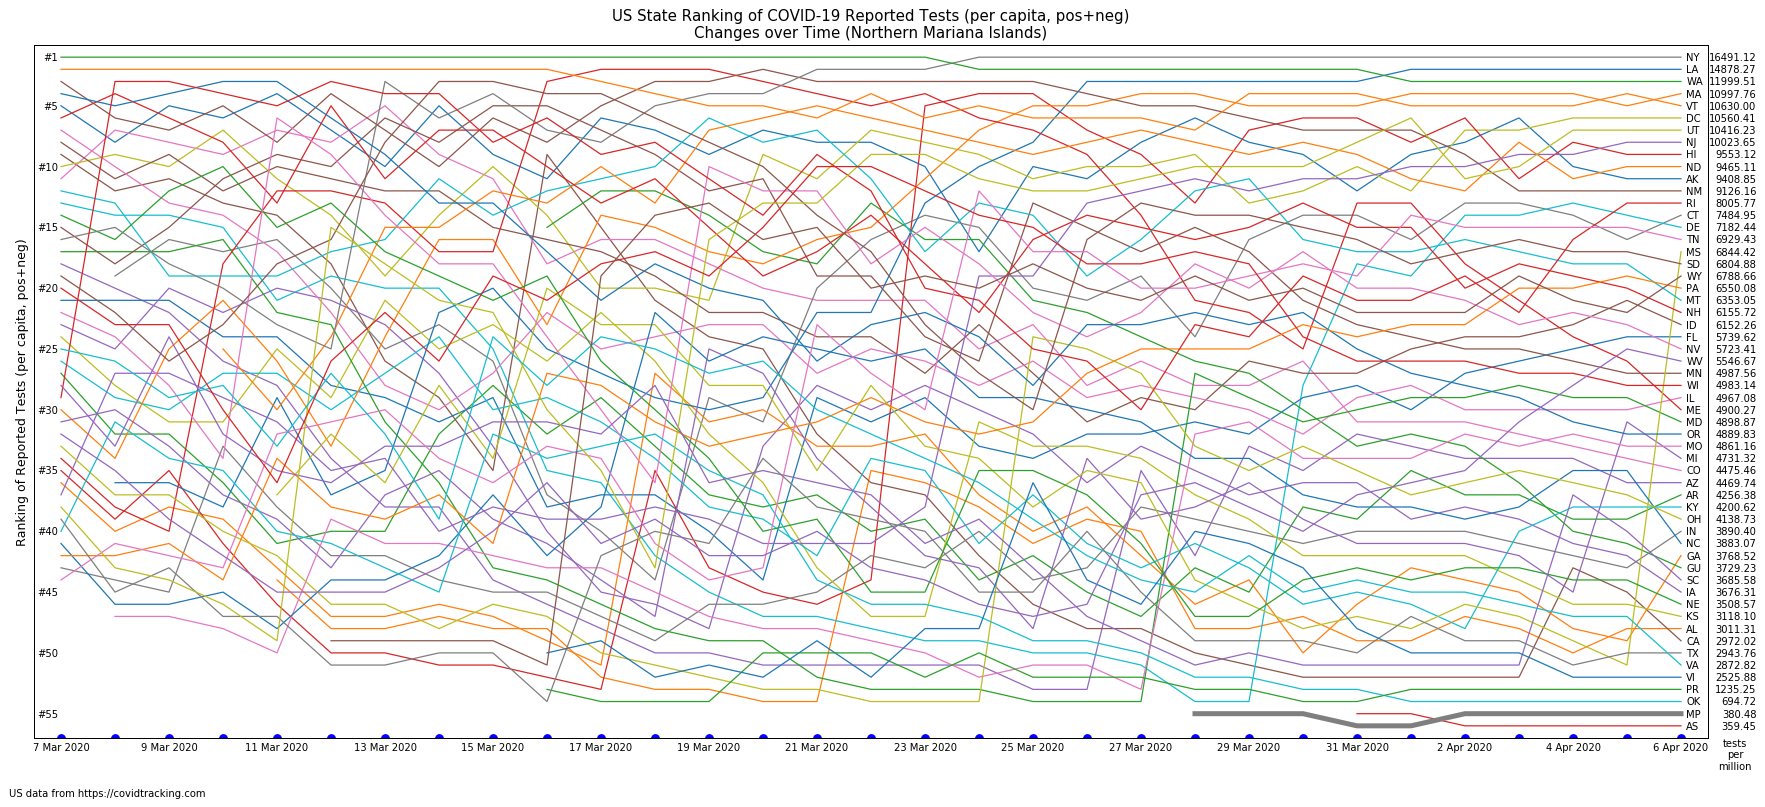 US State Ranking of COVID-19 Reported Tests (per capita, pos+neg)
Changes over Time (Northern Mariana Islands)
Ranking of Reported Tests (per capita, pos+neg)
#1
#5
#10
#15
#20
#25
#30
#35
#40
#45
#50
#55
NY 16491.12
LA 14878.27
WA 11999.51
MA 10997.76
VT 10630.00
DC 10560.41
UT 10416.23
NJ 10023.65
HI 9553.12
ND 9465.11
AK 9408.85
NM 9126.16
RI 8005.77
CT 7484.95
DE 7182.44
TN 6929.43
MS 6844.42
SD 6804.88
WY 6788.66
PA 6550.08
MT 6353.05
NH 6155.72
ID 6152.26
FL 5739.62
NV 5723.41
WV 5546.67
MN 4987.56
WI 4983.14
IL 4967.08
ME 4900.27
MD 4898.87
OR 4889.83
MO 4861.16
MI 4731.32
CO 4475.46
AZ 4469.74
AR 4256.38
KY 4200.62
OH 4138.73
IN 3890.40
NC 3883.07
GA 3768.52
GU 3729.23
SC 3685.58
IA 3676.31
NE 3508.57
KS 3118.10
AL 3011.31
CA 2972.02
TX 2943.76
VA 2872.82
VI 2525.88
PR 1235.25
OK 694.72
MP 380.48
AS 359.45
7 Mar 2020 9 Mar 2020 11 Mar 2020 13 Mar 2020 15 Mar 2020 17 Mar 2020 19 Mar 2020 21 Mar 2020 23 Mar 2020 25 Mar 2020 27 Mar 2020 29 Mar 2020 31 Mar 2020 2 Apr 2020 4 Apr 2020 6 Apr 2020
tests
per
million
US data from https://covidtracking.com